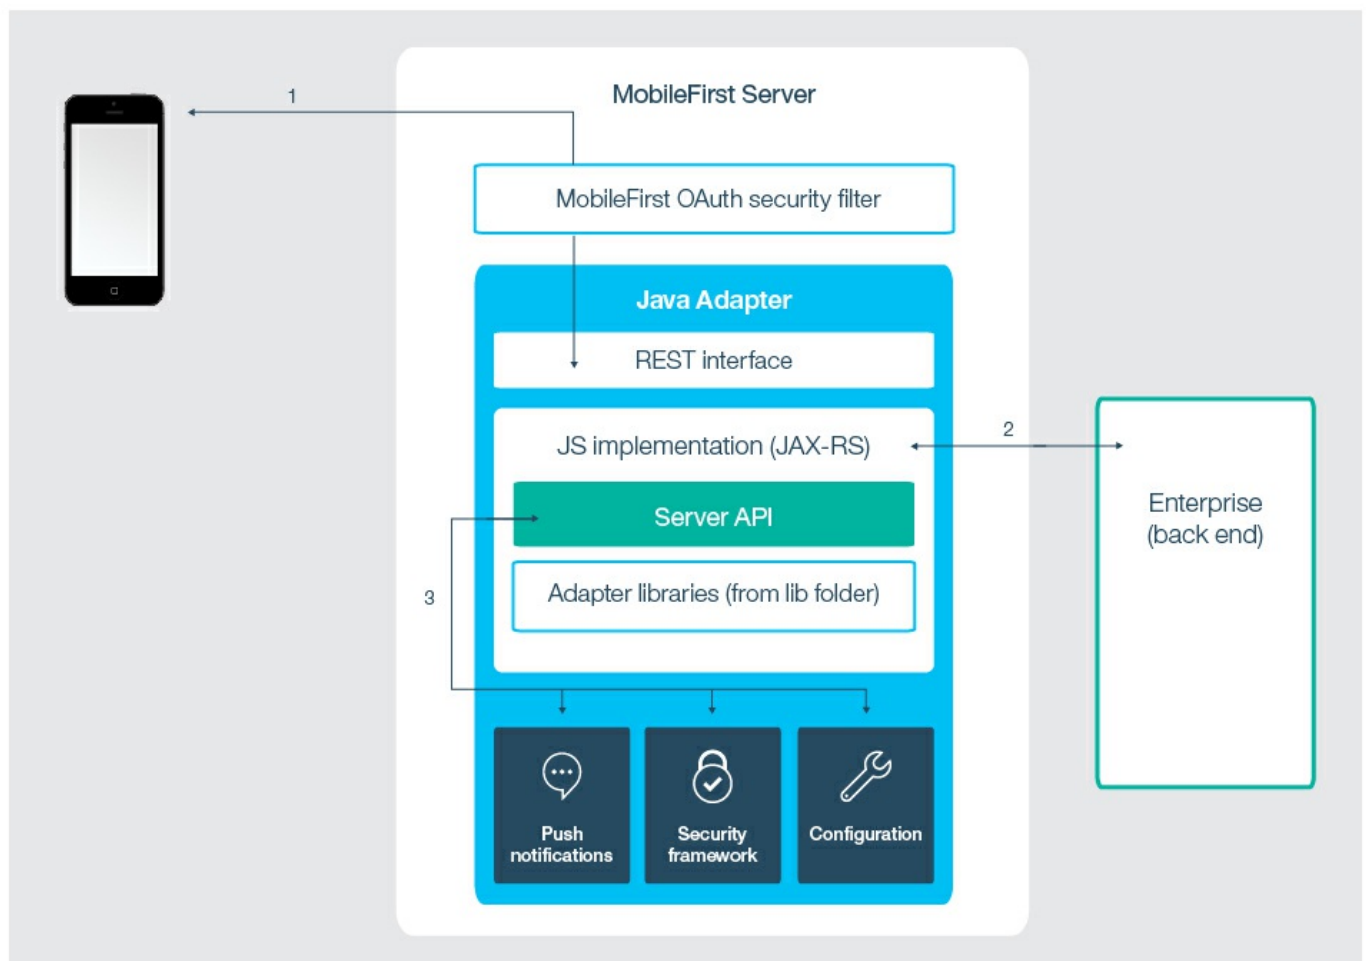 1
MobileFirst Server
MobileFirst OAuth security filter
Java Adapter
REST interface
JS implementation (JAX-RS)
2
Server API
Enterprise
(back end)
3
Adapter libraries (from lib folder)
Push
notifications
Security
framework
Configuration